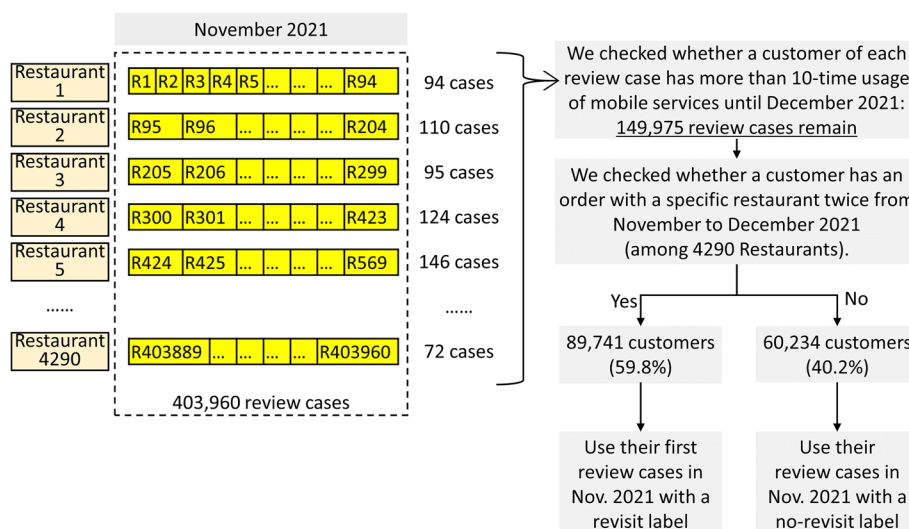 November 2021
Restaurant
1
R1 R2 R3 R4 R5 ... ... ... R94
94 cases
Restaurant
2
R95 R96 ... ... ... ... R204
110 cases
Restaurant
3
R205 R206 ... ... ... ... R299
95 cases
Restaurant
4
R300 R301 ... ... ... ... R423
124 cases
Restaurant
5
R424 R425 ... ... ... ... R569
146 cases
......
......
Restaurant
4290
R403889 ... ... ... ... R403960
72 cases
403,960 review cases
We checked whether a customer of each
review case has more than 10-time usage
of mobile services until December 2021:
149,975 review cases remain
We checked whether a customer has an
order with a specific restaurant twice from
November to December 2021
(among 4290 Restaurants).
Yes
No
89,741 customers
(59.8%)
60,234 customers
(40.2%)
Use their first
review cases in
Nov. 2021 with a
revisit label
Use their
review cases in
Nov. 2021 with a
no-revisit label